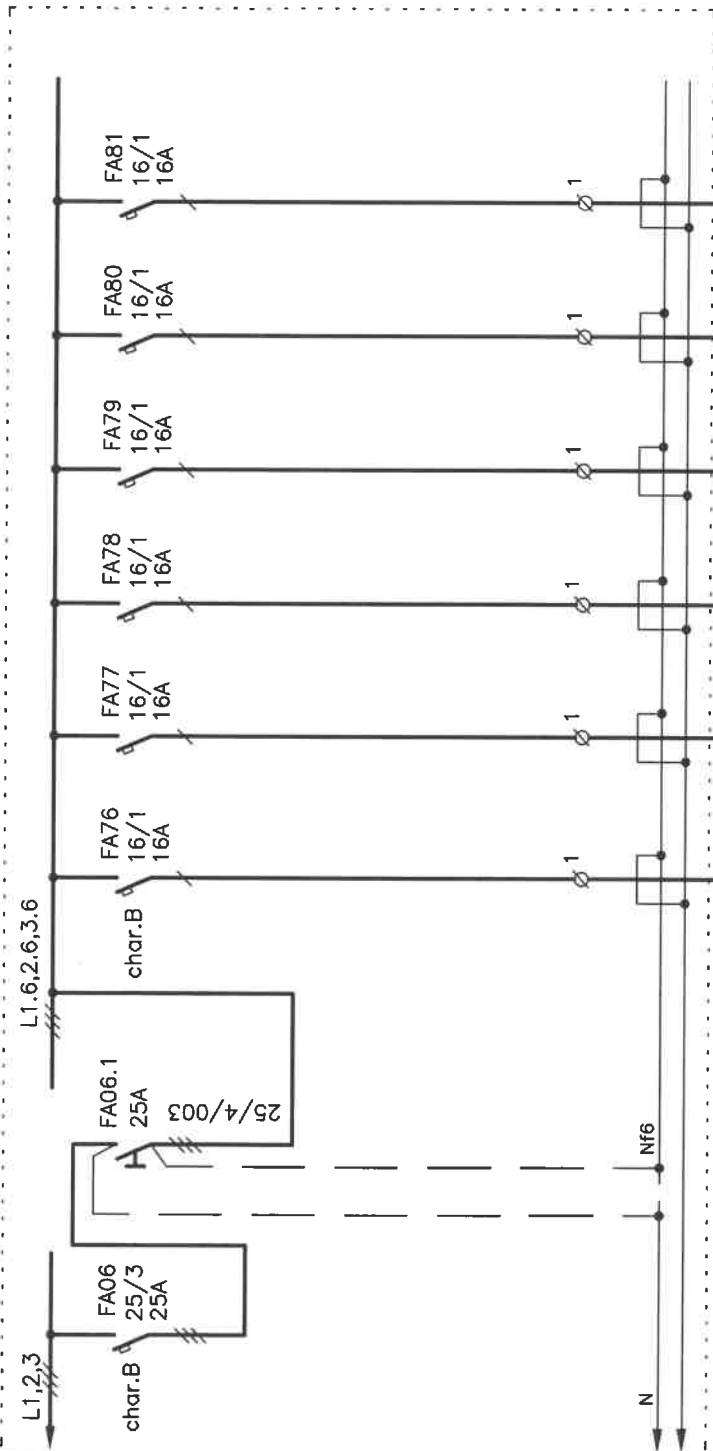 L1,2,3
FA06
25/3
25A
char.B
FA06.1
25A
25/4/003
L1.6,2.6,3.6
char.B
FA76
16/1
16A
FA77
16/1
16A
FA78
16/1
16A
FA79
16/1
16A
FA80
16/1
16A
FA81
16/1
16A
1
1
1
1
1
1
N
Nf6